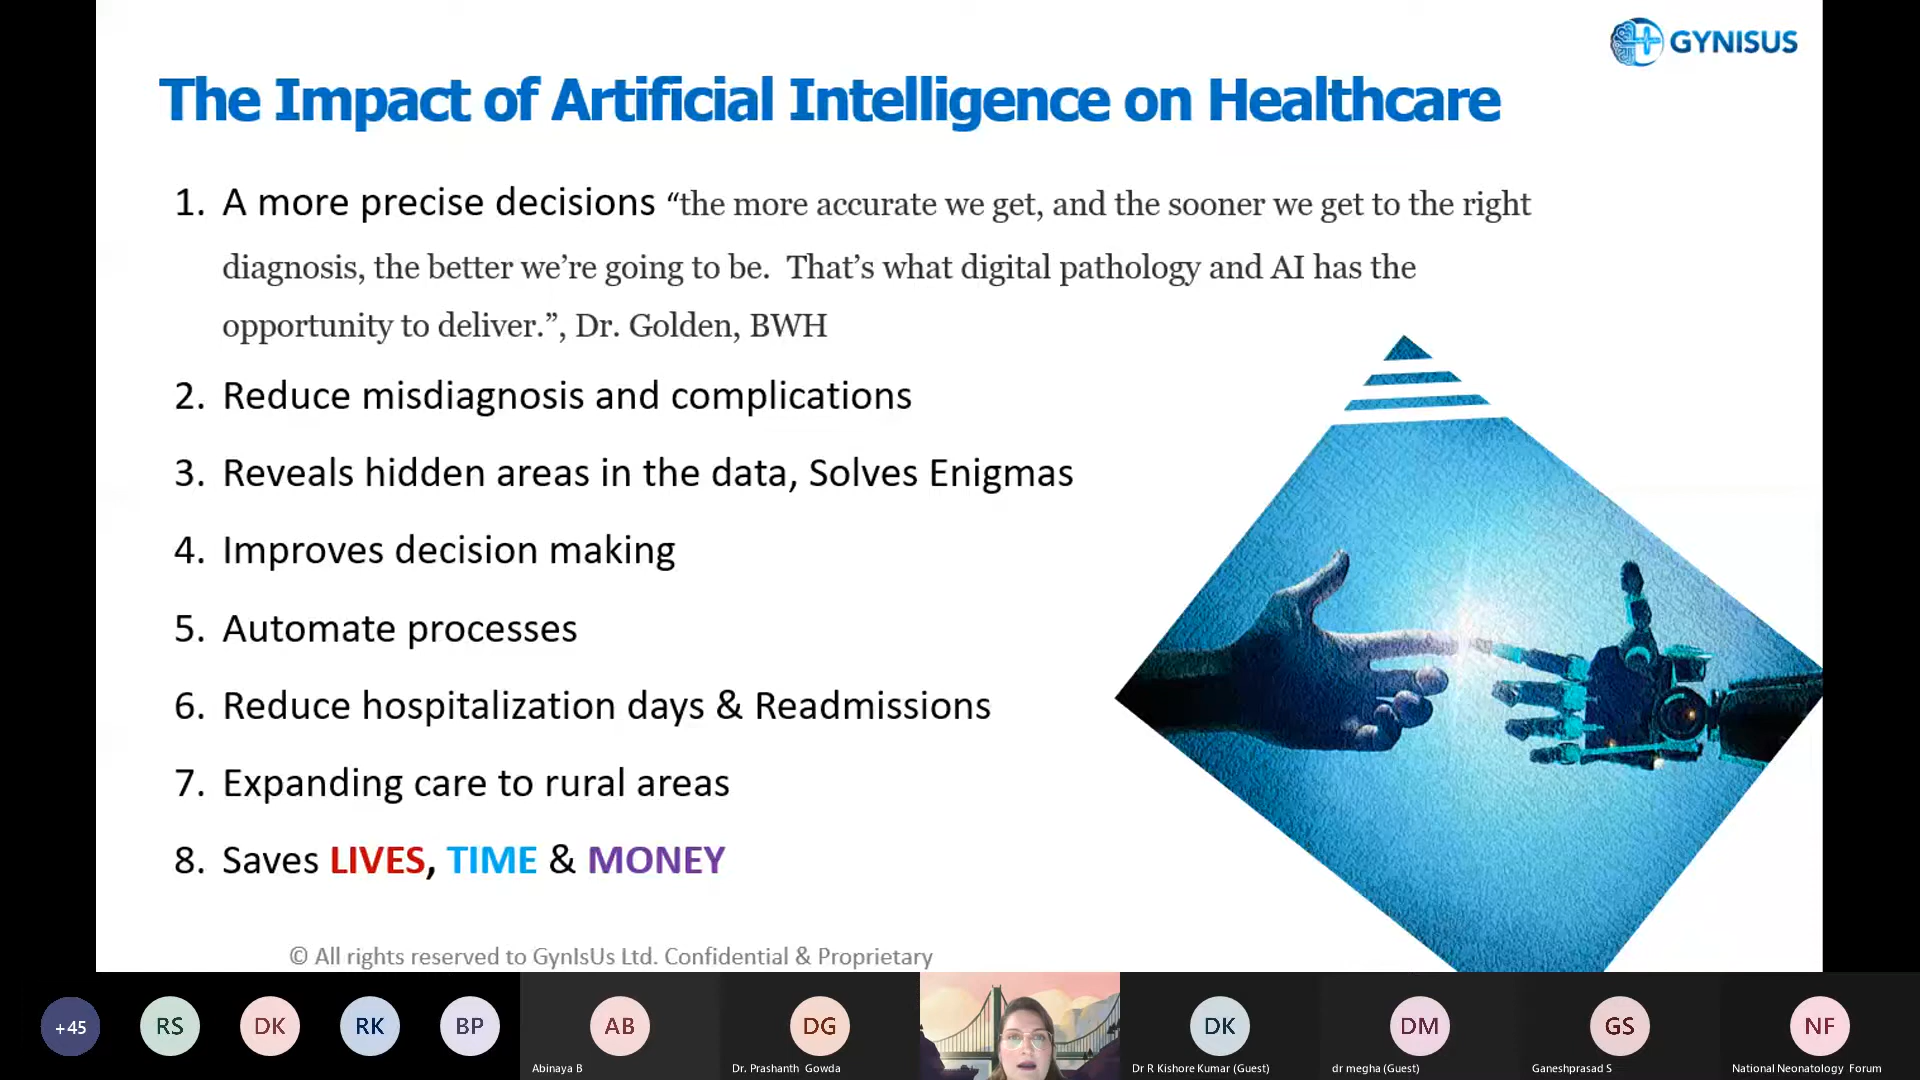 GYNISUS
The Impact of Artificial Intelligence on Healthcare
1. A more precise decisions “the more accurate we get, and the sooner we get to the right
diagnosis, the better we’re going to be.  That’s what digital pathology and AI has the
opportunity to deliver.”, Dr. Golden, BWH
2. Reduce misdiagnosis and complications
3. Reveals hidden areas in the data, Solves Enigmas
4. Improves decision making
5. Automate processes
6. Reduce hospitalization days & Readmissions
7. Expanding care to rural areas
8. Saves LIVES, TIME & MONEY
© All rights reserved to GynIsUs Ltd. Confidential & Proprietary
+45 RS DK RK BP AB DG DK DM GS NF
Abinaya B Dr. Prashanth Gowda Dr R Kishore Kumar (Guest) dr megha (Guest) Ganeshprasad S National Neonatology Forum